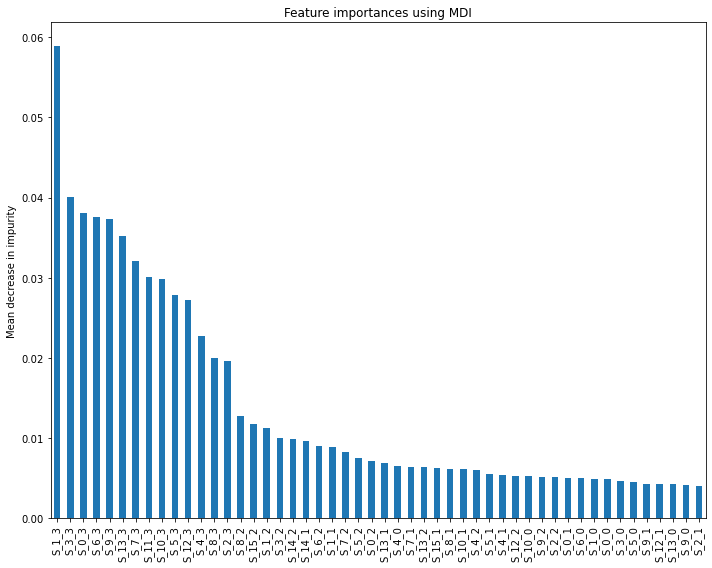 Feature importances using MDI
Mean decrease in impurity
0.06
0.05
0.04
0.03
0.02
0.01
0.00
S_1_3
S_3_3
S_0_3
S_6_3
S_9_3
S_13_3
S_7_3
S_11_3
S_10_3
S_5_3
S_12_3
S_4_3
S_8_3
S_2_3
S_8_2
S_15_2
S_1_2
S_3_2
S_14_2
S_14_1
S_6_2
S_1_1
S_7_2
S_5_2
S_0_2
S_13_1
S_4_0
S_7_1
S_13_2
S_15_1
S_8_1
S_10_1
S_4_2
S_5_1
S_4_1
S_12_2
S_10_0
S_9_2
S_2_2
S_0_1
S_6_0
S_1_0
S_0_0
S_3_0
S_5_0
S_9_1
S_12_1
S_13_0
S_9_0
S_2_1